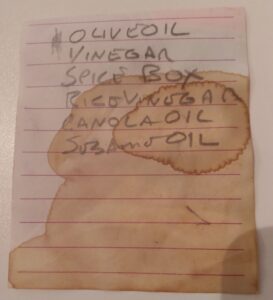 OLIVE OIL
VINEGAR
SPICE BOX
RICE VINEGAR
CANOLA OIL
SESAME OIL